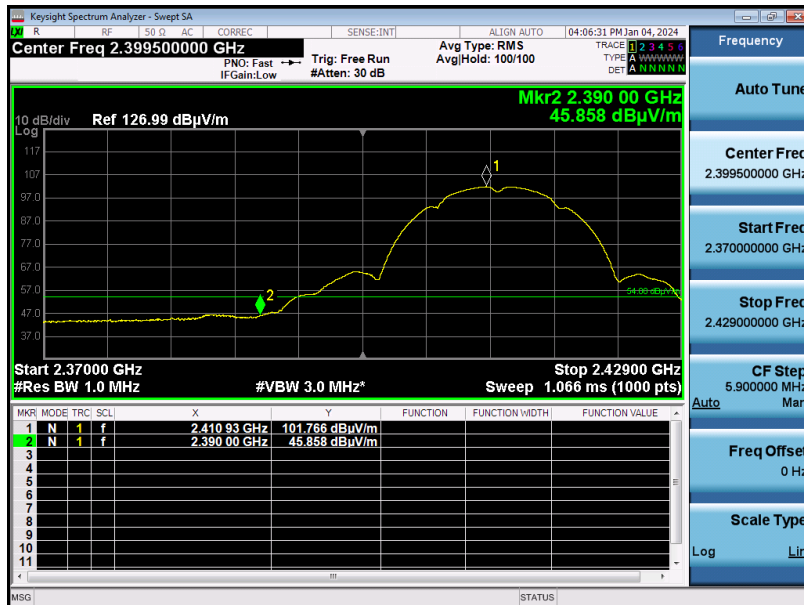 Keysight Spectrum Analyzer - Swept SA
LXI R RF 50 Ω AC CORREC SENSE:INT ALIGN AUTO 04:06:31 PM Jan 04, 2024
Center Freq 2.399500000 GHz
PNO: Fast
IFGain:Low
Trig: Free Run
#Atten: 30 dB
Avg Type: RMS
Avg|Hold: 100/100
TRACE 1 2 3 4 5 6
TYPE A W W W W W
DET A N N N N N
Mkr2 2.390 00 GHz
45.858 dBµV/m
10 dB/div Ref 126.99 dBµV/m
Log
117
107
97.0
87.0
77.0
67.0
57.0
47.0
37.0
1
2
54.00 dBµV/m
Start 2.37000 GHz Stop 2.42900 GHz
#Res BW 1.0 MHz #VBW 3.0 MHz* Sweep 1.066 ms (1000 pts)
MKR MODE TRC SCL X Y FUNCTION FUNCTION WIDTH FUNCTION VALUE
1 N 1 f 2.410 93 GHz 101.766 dBµV/m
2 N 1 f 2.390 00 GHz 45.858 dBµV/m
3
4
5
6
7
8
9
10
11
MSG STATUS
Frequency
Auto Tune
Center Freq
2.399500000 GHz
Start Freq
2.370000000 GHz
Stop Freq
2.429000000 GHz
CF Step
5.900000 MHz
Auto Man
Freq Offset
0 Hz
Scale Type
Log Lin